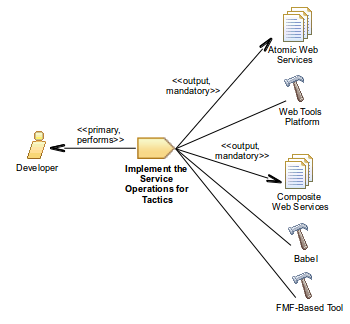 Atomic Web
Services
<<output,
mandatory>>
Web Tools
Platform
<<primary,
performs>>
Developer
Implement the
Service
Operations for
Tactics
<<output,
mandatory>>
Composite
Web Services
Babel
FMF-Based Tool